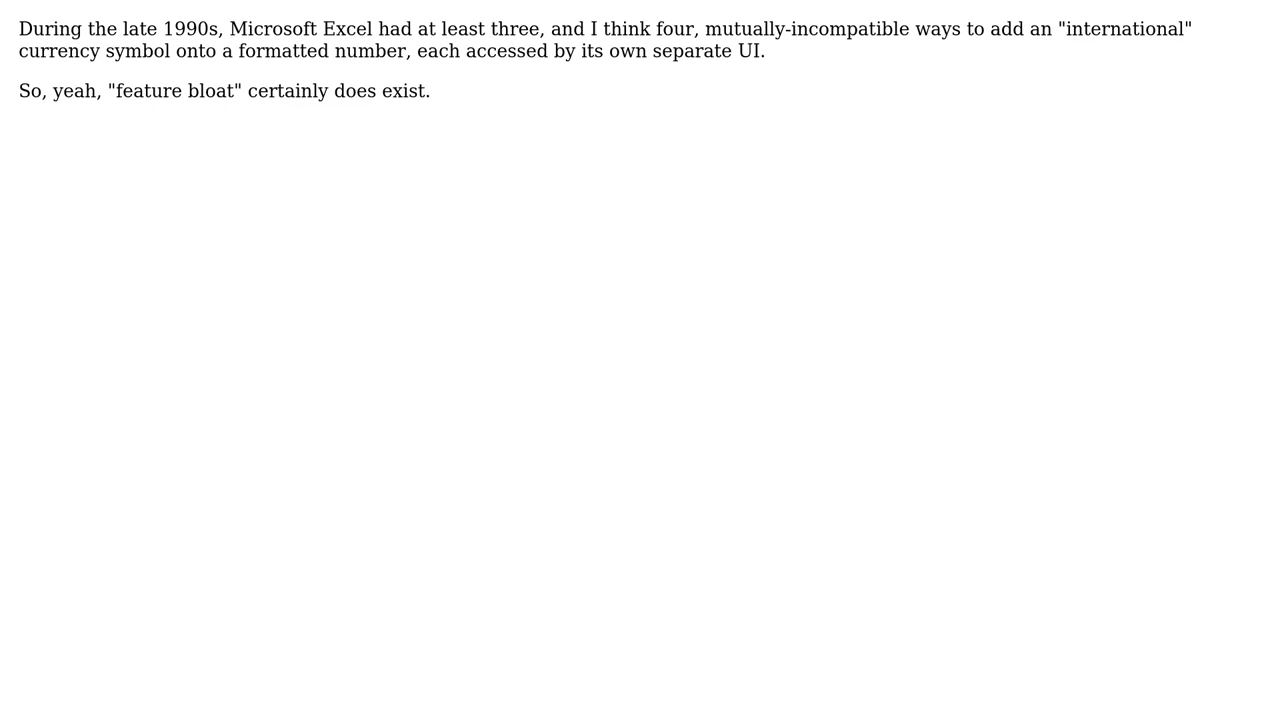 During the late 1990s, Microsoft Excel had at least three, and I think four, mutually-incompatible ways to add an "international"
currency symbol onto a formatted number, each accessed by its own separate UI.
So, yeah, "feature bloat" certainly does exist.